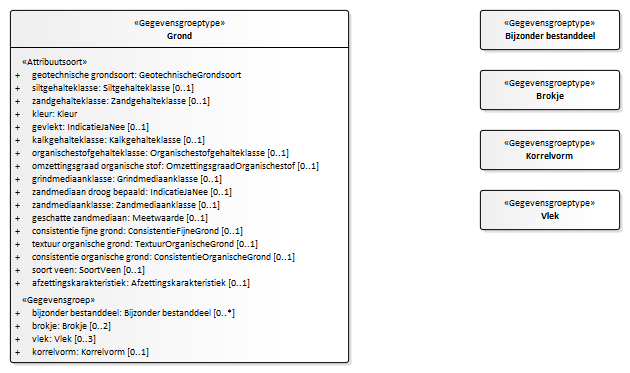 «Gegevensgroeptype»
Grond
«Attribuutsoort»
+ geotechnische grondsoort: GeotechnischeGrondsoort
+ siltgehalteklasse: Siltgehalteklasse [0..1]
+ zandgehalteklasse: Zandgehalteklasse [0..1]
+ kleur: Kleur
+ gevlekt: IndicatieJaNee [0..1]
+ kalkgehalteklasse: Kalkgehalteklasse [0..1]
+ organischestofgehalteklasse: Organischestofgehalteklasse [0..1]
+ omzettingsgraad organische stof: OmzettingsgraadOrganischestof [0..1]
+ grindmediaanklasse: Grindmediaanklasse [0..1]
+ zandmediaan droog bepaald: IndicatieJaNee [0..1]
+ zandmediaanklasse: Zandmediaanklasse [0..1]
+ geschatte zandmediaan: Meetwaarde [0..1]
+ consistentie fijne grond: ConsistentieFijneGrond [0..1]
+ textuur organische grond: TextuurOrganischeGrond [0..1]
+ consistentie organische grond: ConsistentieOrganischeGrond [0..1]
+ soort veen: SoortVeen [0..1]
+ afzettingskarakteristiek: Afzettingskarakteristiek [0..1]
«Gegevensgroep»
+ bijzonder bestanddeel: Bijzonder bestanddeel [0..*]
+ brokje: Brokje [0..2]
+ vlek: Vlek [0..3]
+ korrelvorm: Korrelvorm [0..1]
«Gegevensgroeptype»
Bijzonder bestanddeel
«Gegevensgroeptype»
Brokje
«Gegevensgroeptype»
Korrelvorm
«Gegevensgroeptype»
Vlek